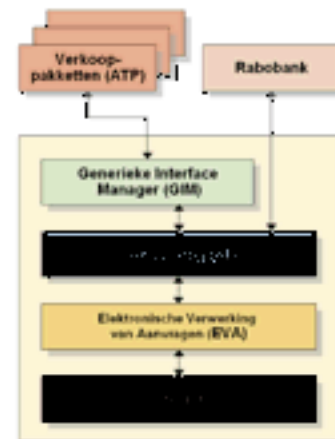 Verkoop-
pakketten (ATP)
Rabobank
Generieke Interface
Manager (GIM)
Elektronische Verwerking
van Aanvragen (EVA)